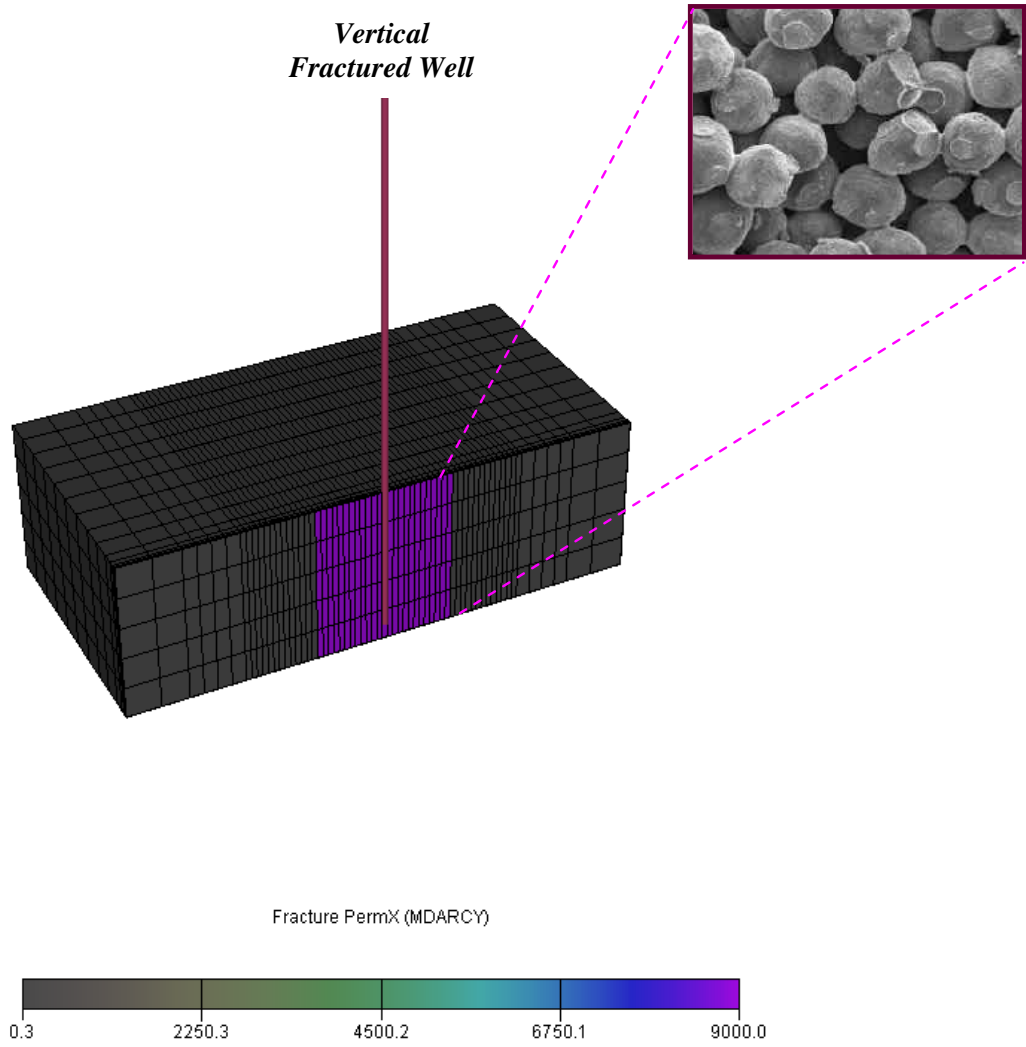 Vertical
Fractured Well
Fracture PermX (MDARCY)
0.3 2250.3 4500.2 6750.1 9000.0